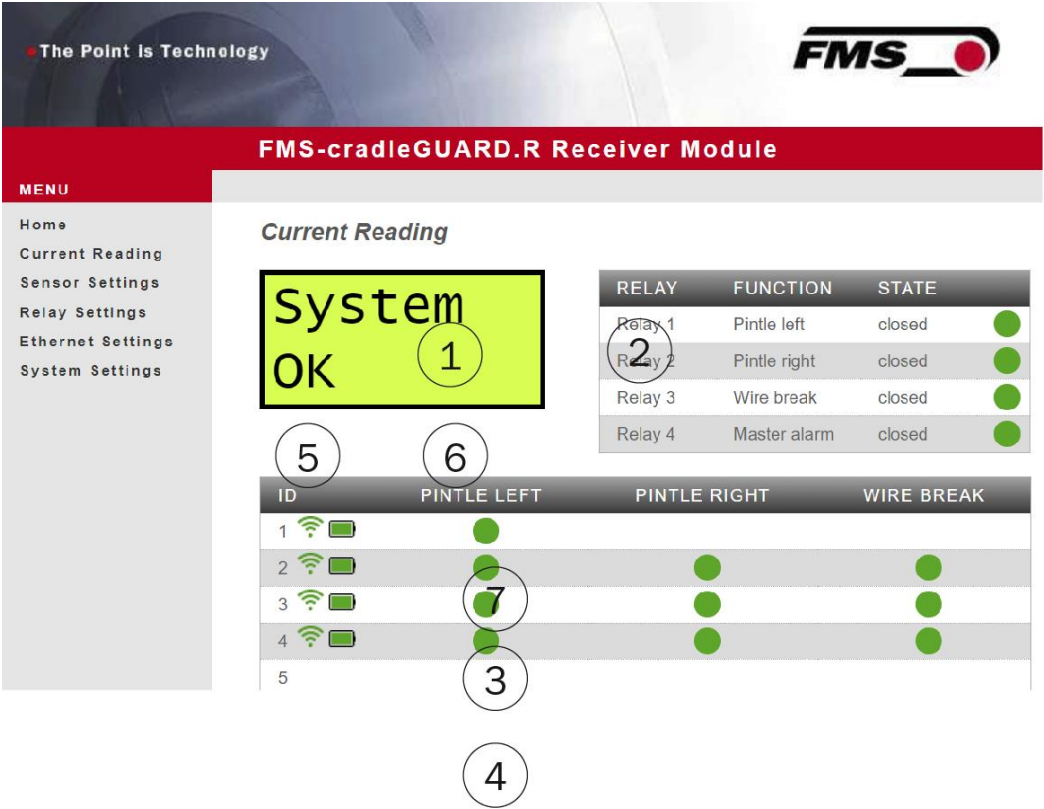 The Point Is Technology
FMS
FMS-cradleGUARD.R Receiver Module
MENU
Home
Current Reading
Sensor Settings
Relay Settings
Ethernet Settings
System Settings
Current Reading
System
OK
1
RELAY FUNCTION STATE
Relay 1 Pintle left closed
Relay 2 Pintle right closed
Relay 3 Wire break closed
Relay 4 Master alarm closed
2
5 6
ID PINTLE LEFT PINTLE RIGHT WIRE BREAK
1
2
3
4
5
7
3
4